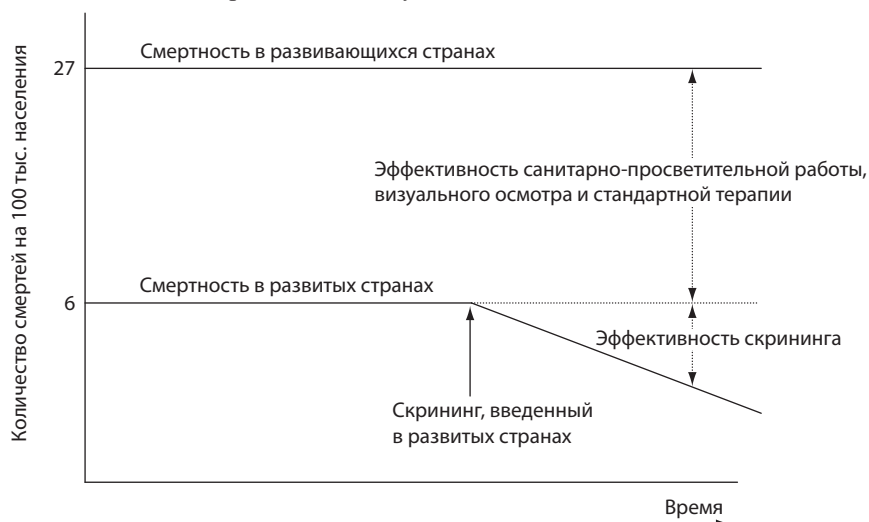 Смертность в развивающихся странах
27
Количество смертей на 100 тыс. населения
Эффективность санитарно-просветительной работы,
визуального осмотра и стандартной терапии
Смертность в развитых странах
6
Эффективность скрининга
Скрининг, введенный
в развитых странах
Время